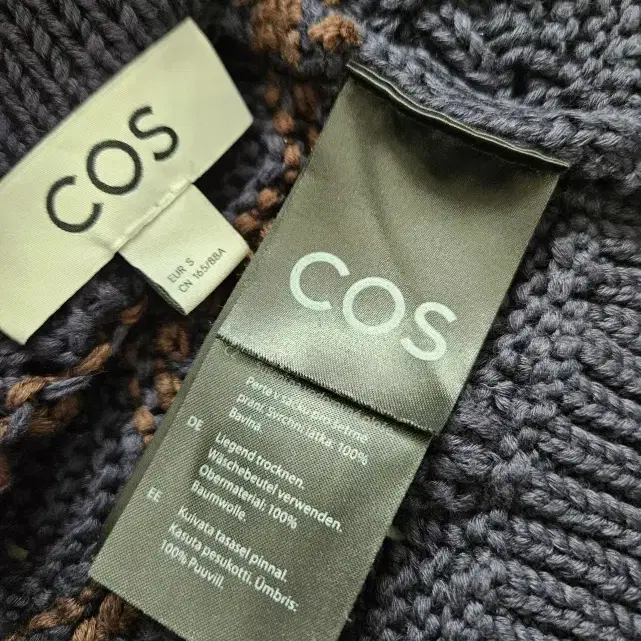 COS
EUR S
CN 165/88A
COS
Perte v sáčku pro šetrné
praní. Svrchní látka: 100%
Bavlna.
DE
Liegend trocknen.
Wäschebeutel verwenden.
Obermaterial: 100%
Baumwolle.
EE
Kuivata tasasel pinnal.
Kasuta pesukotti. Ümbris:
100% Puuvill.